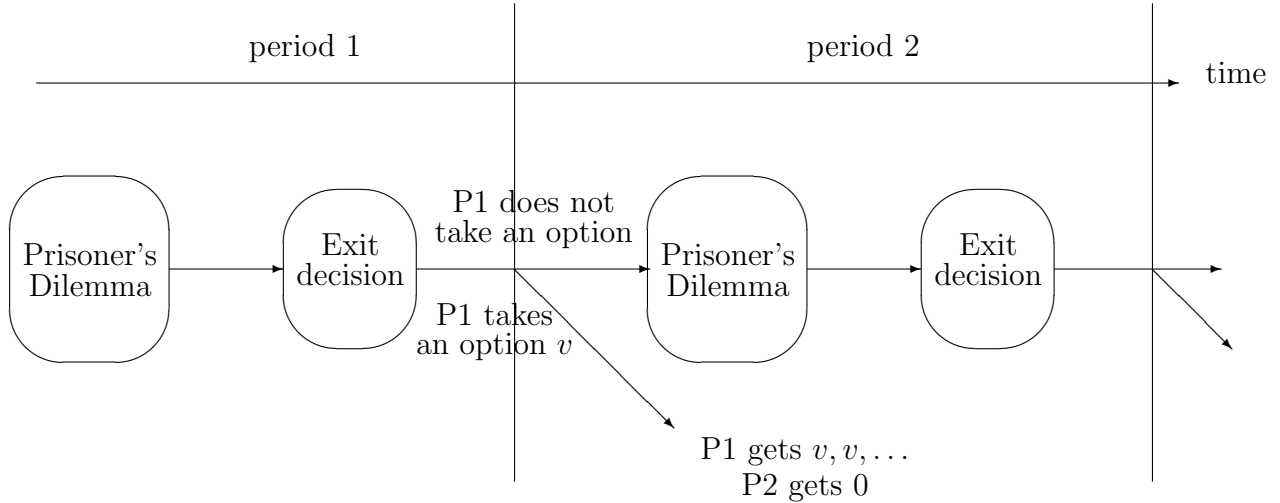 period 1
period 2
time
Prisoner's
Dilemma
Exit
decision
P1 does not
take an option
P1 takes
an option v
Prisoner's
Dilemma
Exit
decision
P1 gets v, v, . . .
P2 gets 0